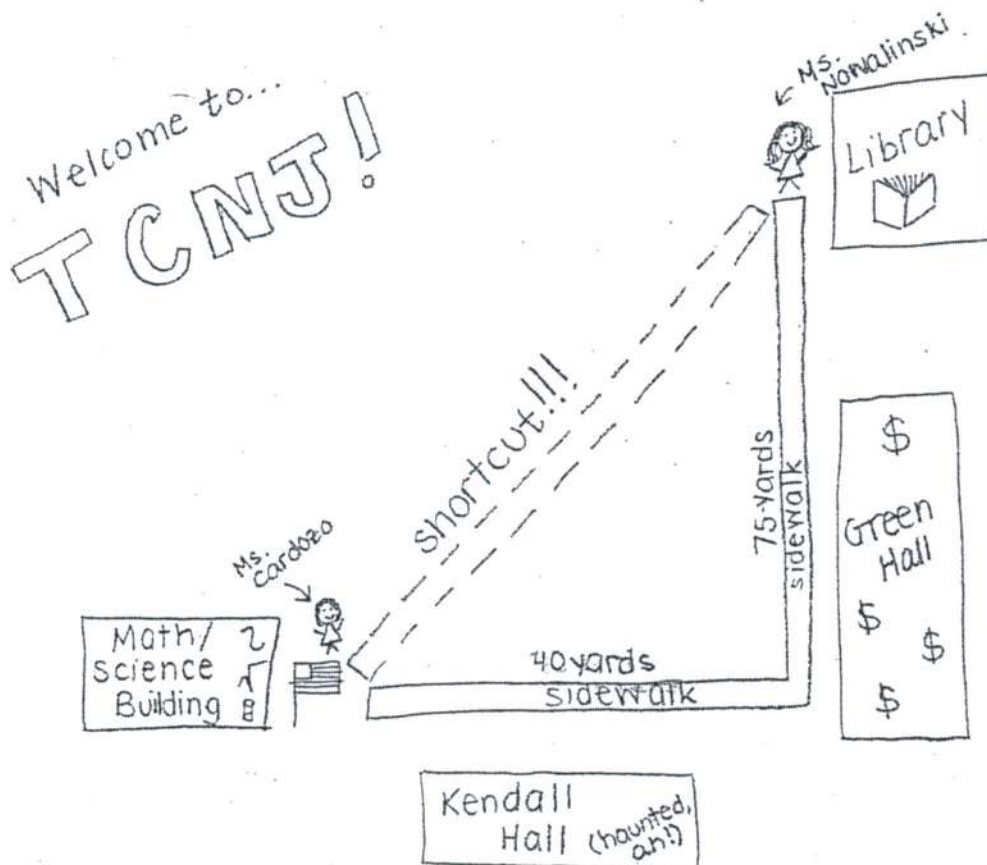 Welcome to...
TCNJ!
Ms.
Nowalinski
Library
Shortcut!!!
75 yards
sidewalk
$
Green
Hall
$
$
$
Ms.
Cardozo
Math/
Science
Building
40 yards
sidewalk
Kendall
Hall (haunted,
ah!)